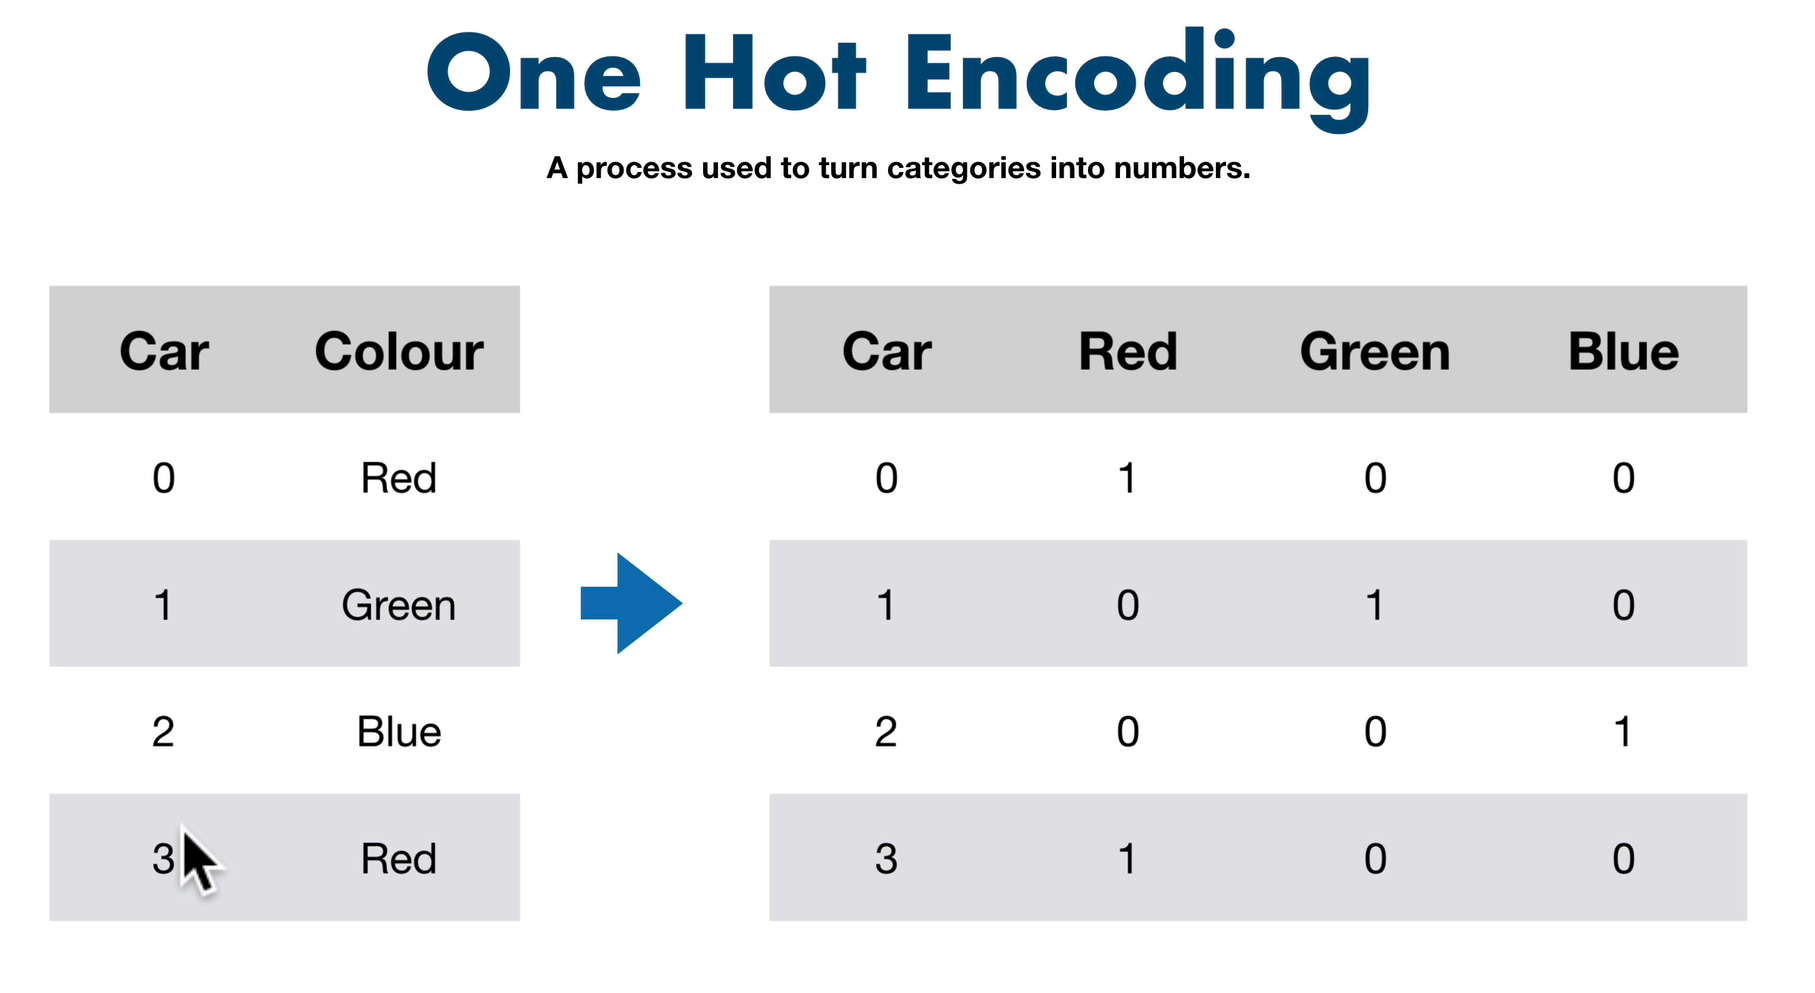 One Hot Encoding
A process used to turn categories into numbers.
Car Colour
0 Red
1 Green
2 Blue
3 Red
Car Red Green Blue
0 1 0 0
1 0 1 0
2 0 0 1
3 1 0 0